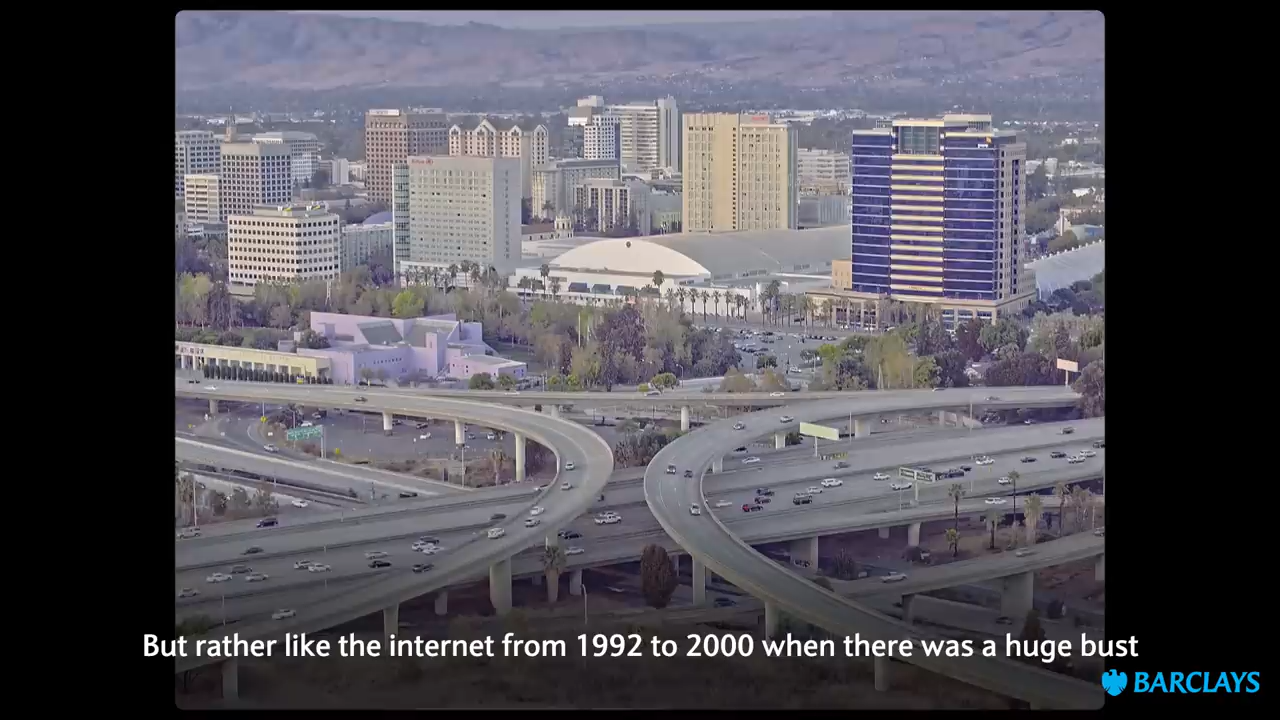 But rather like the internet from 1992 to 2000 when there was a huge bust
BARCLAYS